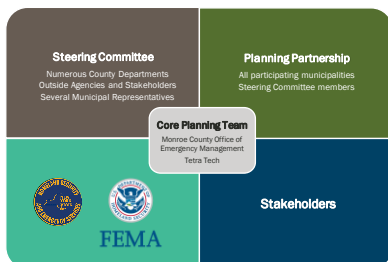 Steering Committee
Numerous County Departments
Outside Agencies and Stakeholders
Several Municipal Representatives
Planning Partnership
All participating municipalities
Steering Committee members
Core Planning Team
Monroe County Office of
Emergency Management
Tetra Tech
FEMA
Stakeholders